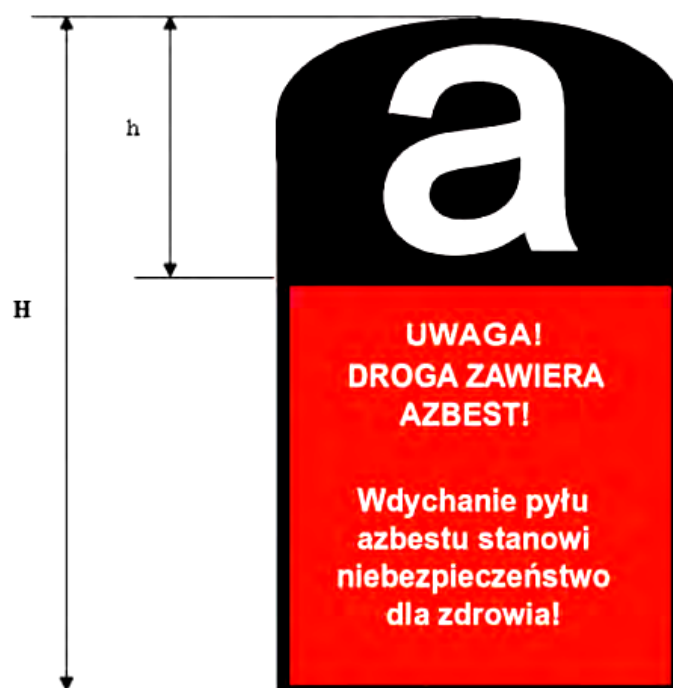 a
h
H
UWAGA!
DROGA ZAWIERA
AZBEST!
Wdychanie pyłu
azbestu stanowi
niebezpieczeństwo
dla zdrowia!